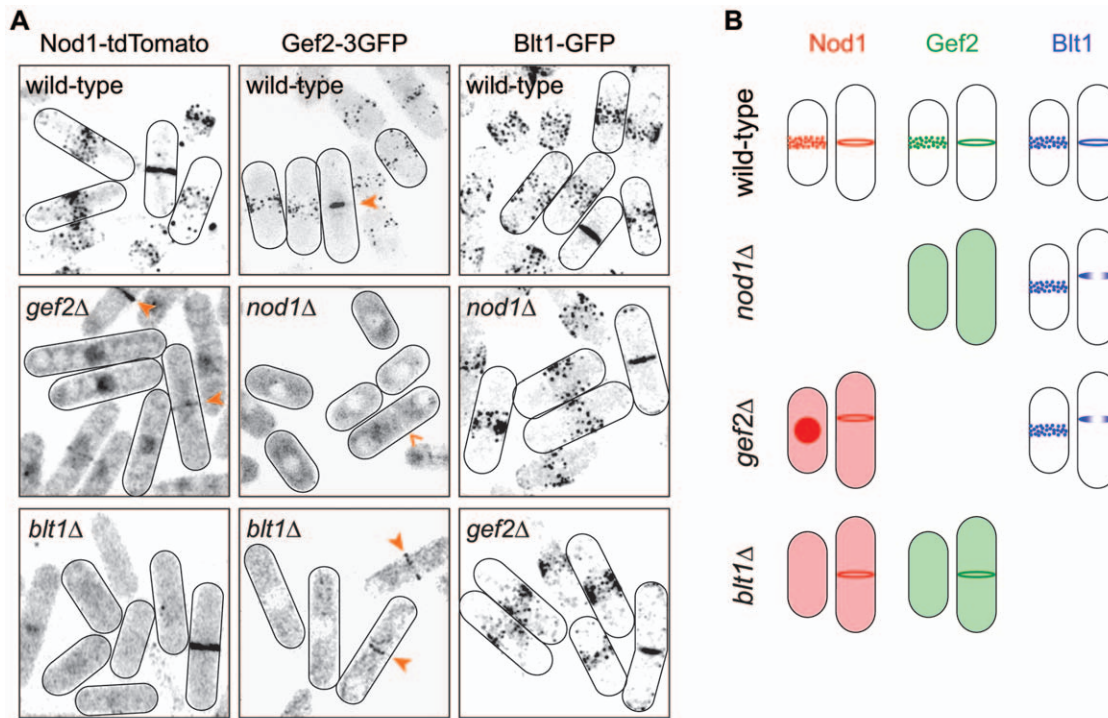 A
Nod1-tdTomato
Gef2-3GFP
Blt1-GFP
wild-type
wild-type
wild-type
gef2Δ
nod1Δ
nod1Δ
blt1Δ
blt1Δ
gef2Δ
B
Nod1
Gef2
Blt1
wild-type
nod1Δ
gef2Δ
blt1Δ